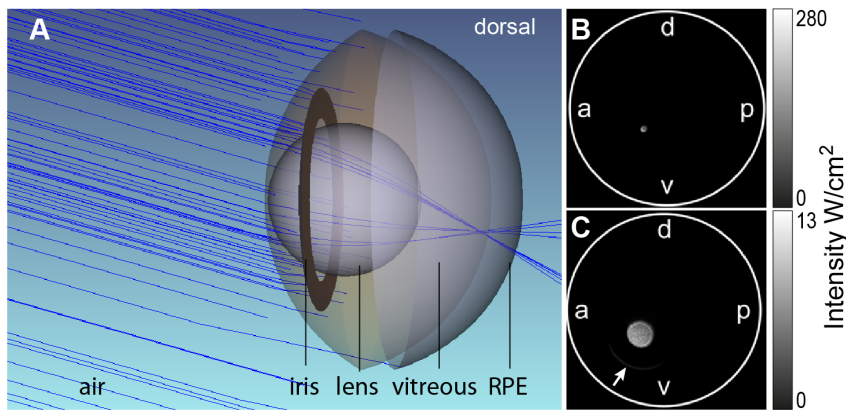 A
dorsal
air
iris
lens
vitreous
RPE
B
d
a
p
v
C
d
a
p
v
280
0
13
0
Intensity W/cm²